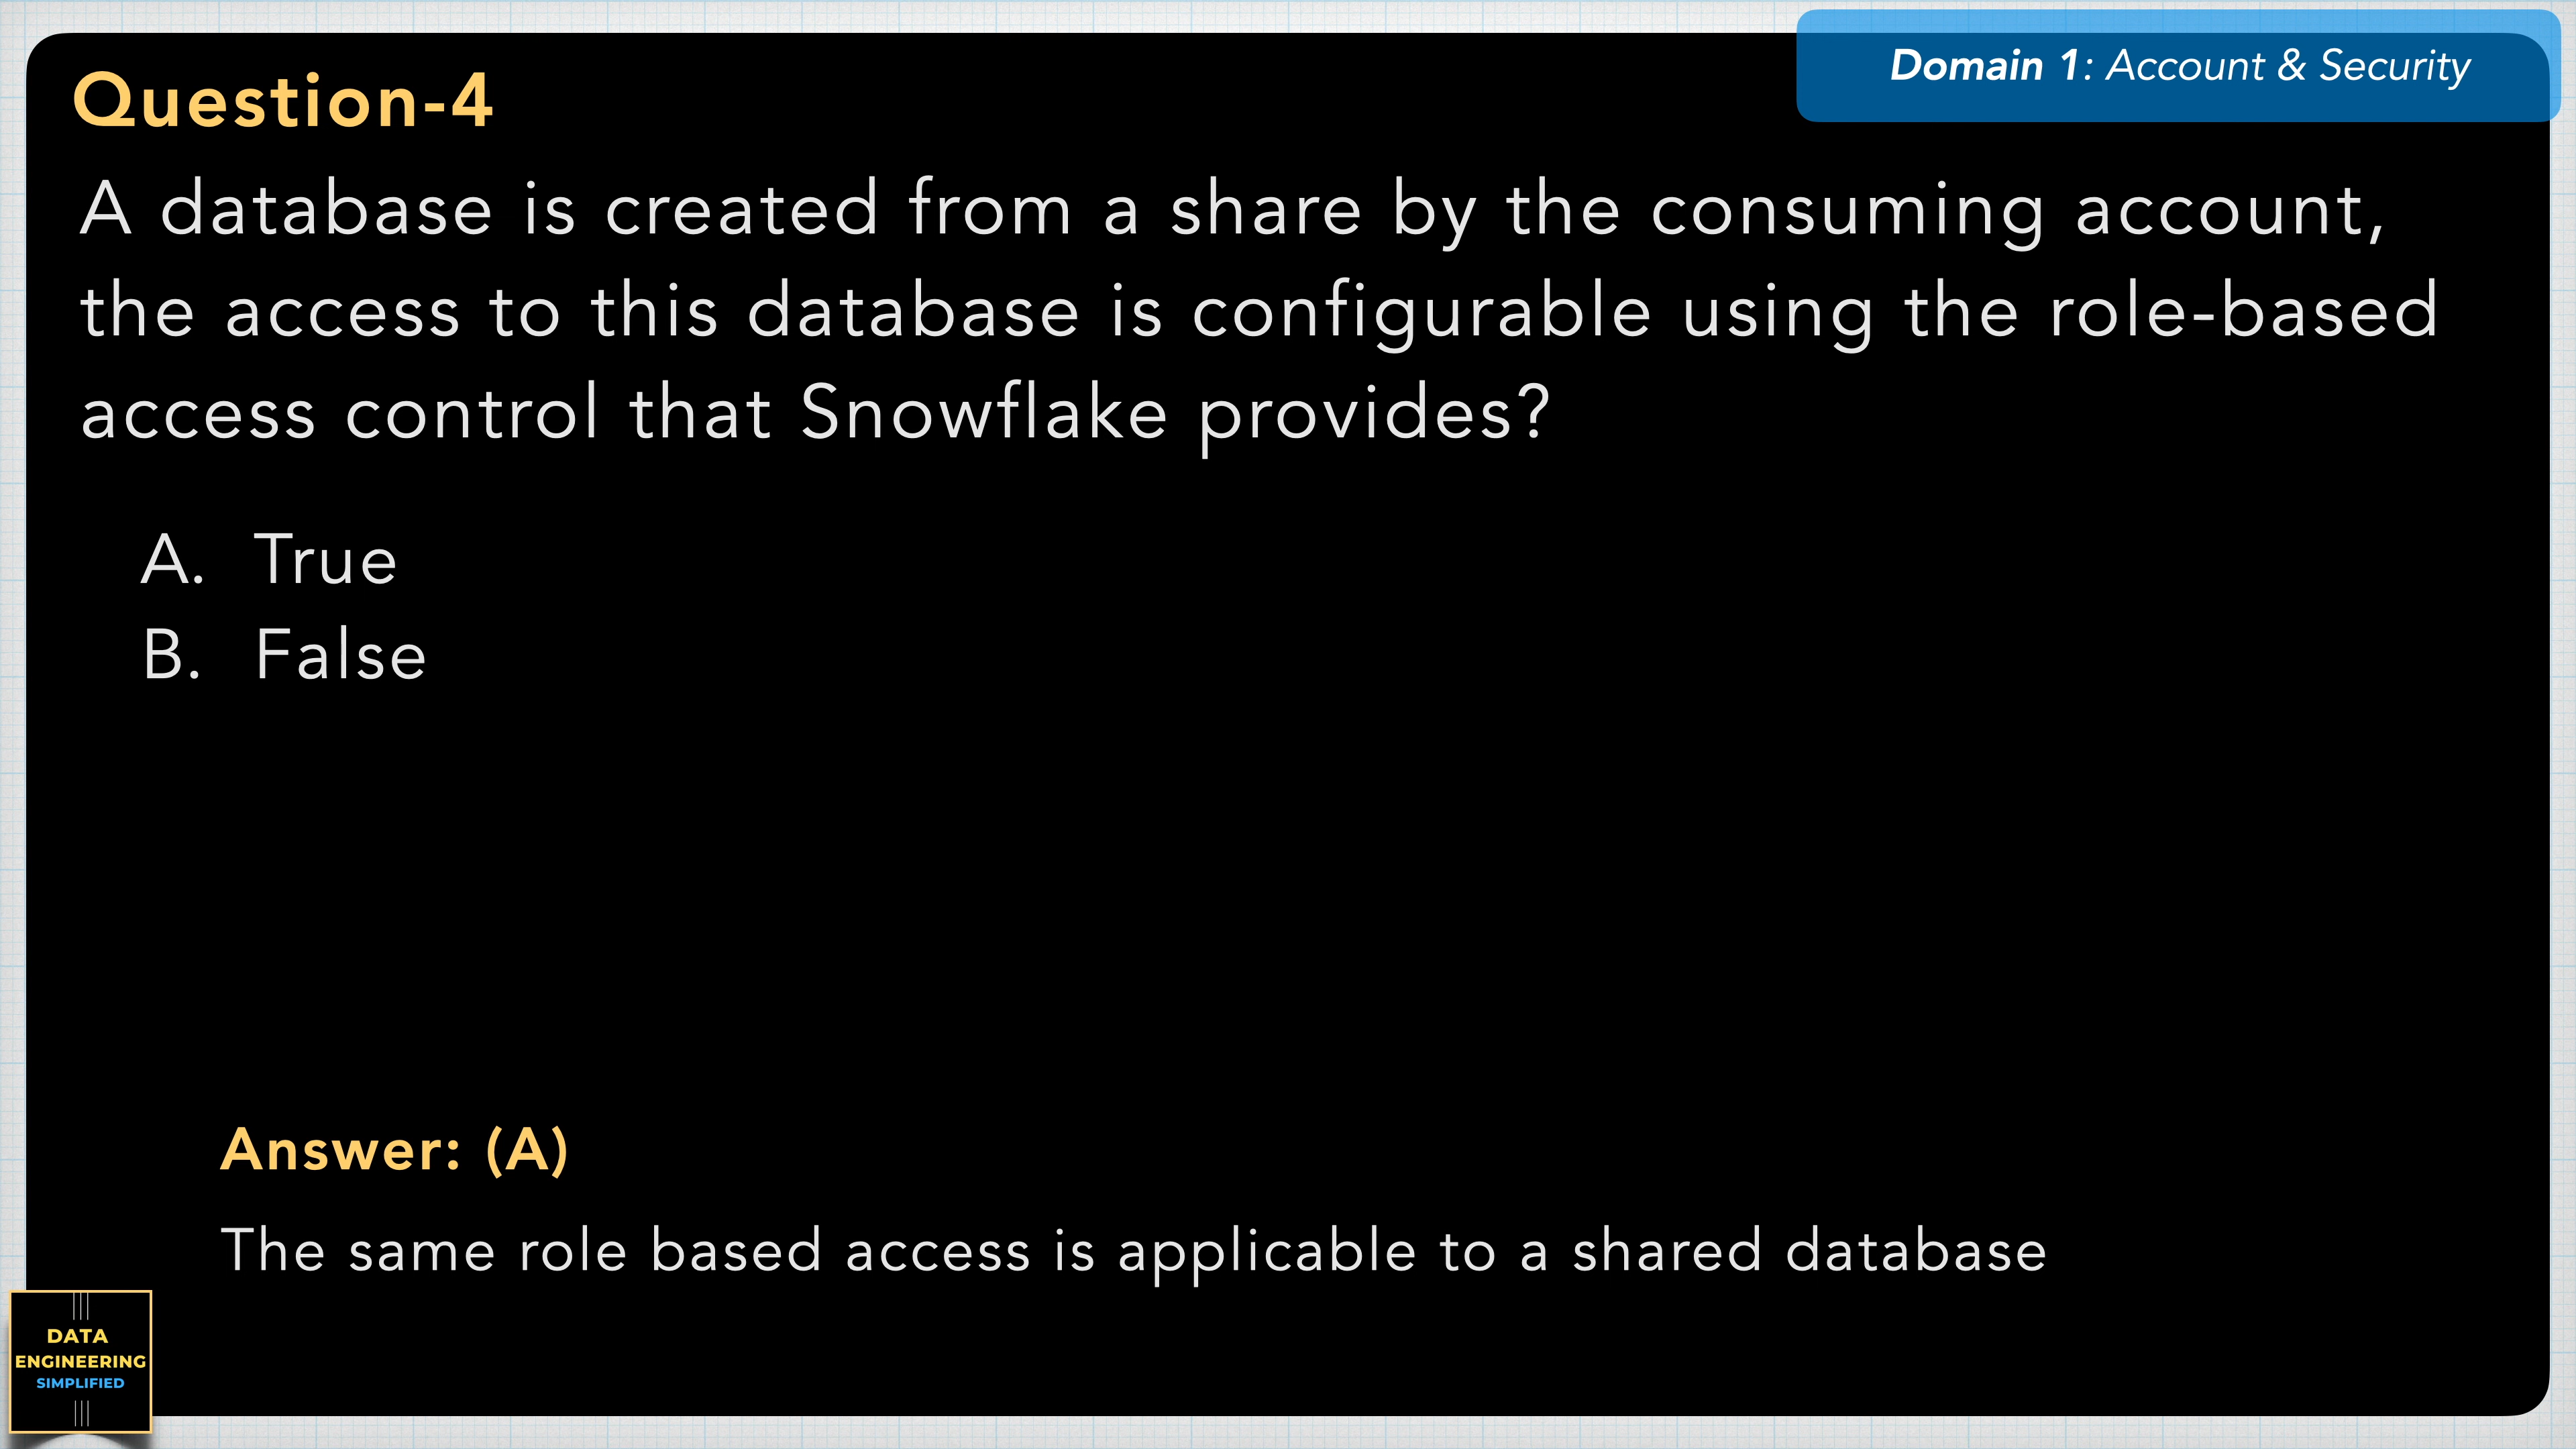 Domain 1: Account & Security
Question-4
A database is created from a share by the consuming account,
the access to this database is configurable using the role-based
access control that Snowflake provides?
A. True
B. False
Answer: (A)
The same role based access is applicable to a shared database
DATA
ENGINEERING
SIMPLIFIED